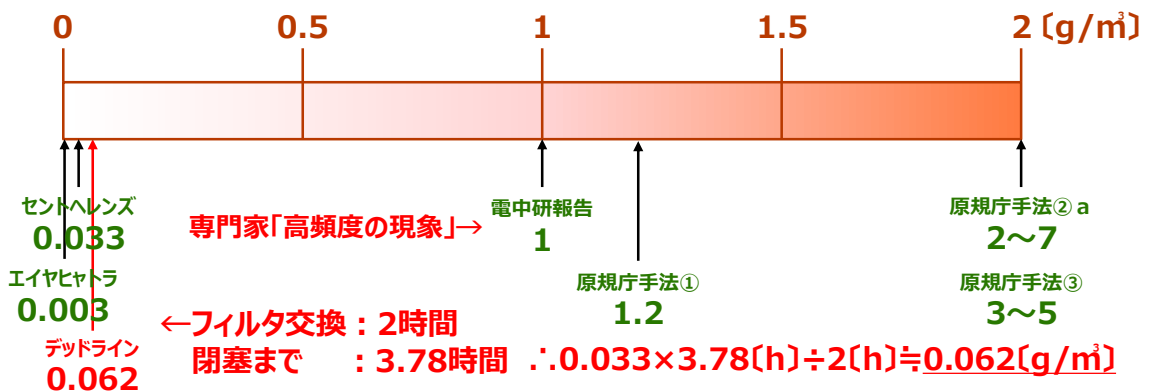 0 0.5 1 1.5 2〔g/㎥〕
セントヘレンズ
0.033
専門家「高頻度の現象」→
電中研報告
1
原規庁手法②a
2～7
エイヤヒャトラ
0.003
原規庁手法①
1.2
原規庁手法③
3～5
デッドライン
0.062
←フィルタ交換：2時間
閉塞まで　　：3.78時間 ∴0.033×3.78〔h〕÷2〔h〕≒0.062〔g/㎥〕